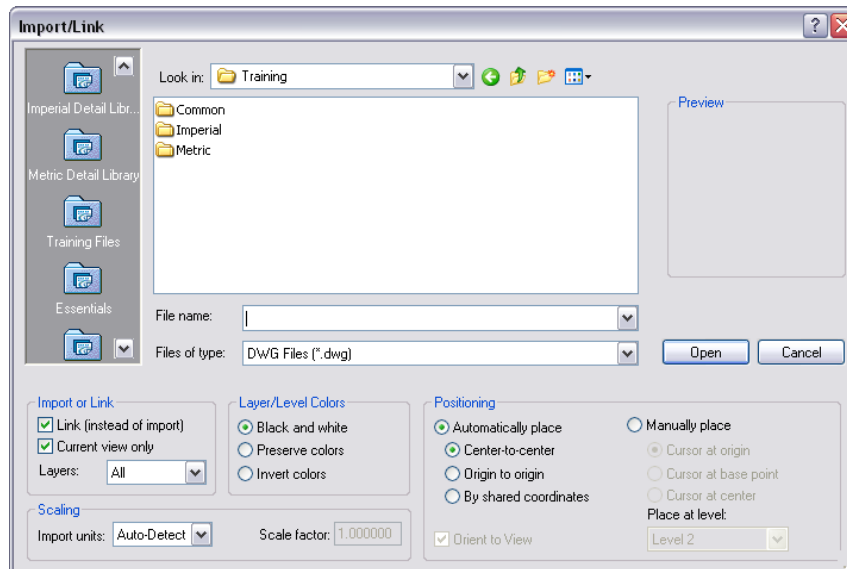 Import/Link
Look in: Training
Imperial Detail Libr...
Metric Detail Library
Training Files
Essentials
Common
Imperial
Metric
Preview
File name:
Files of type: DWG Files (*.dwg)
Open Cancel
Import or Link
Link (instead of import)
Current view only
Layers: All
Layer/Level Colors
Black and white
Preserve colors
Invert colors
Positioning
Automatically place
Center-to-center
Origin to origin
By shared coordinates
Orient to View
Manually place
Cursor at origin
Cursor at base point
Cursor at center
Place at level:
Level 2
Scaling
Import units: Auto-Detect Scale factor: 1.000000